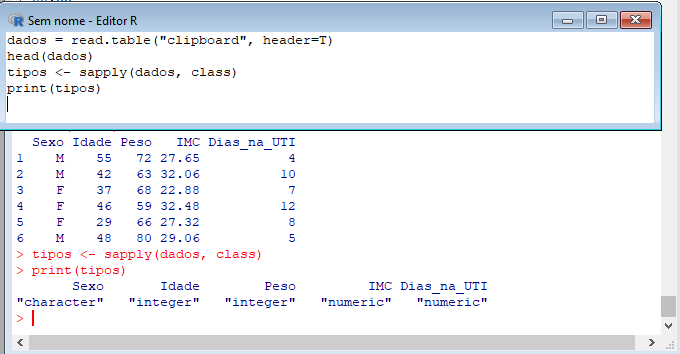 Sem nome - Editor R
dados = read.table("clipboard", header=T)
head(dados)
tipos <- sapply(dados, class)
print(tipos)
Sexo Idade Peso IMC Dias_na_UTI
1 M 55 72 27.65 4
2 M 42 63 32.06 10
3 F 37 68 22.88 7
4 F 46 59 32.48 12
5 F 29 66 27.32 8
6 M 48 80 29.06 5
> tipos <- sapply(dados, class)
> print(tipos)
Sexo Idade Peso IMC Dias_na_UTI
"character" "integer" "integer" "numeric" "numeric"
>